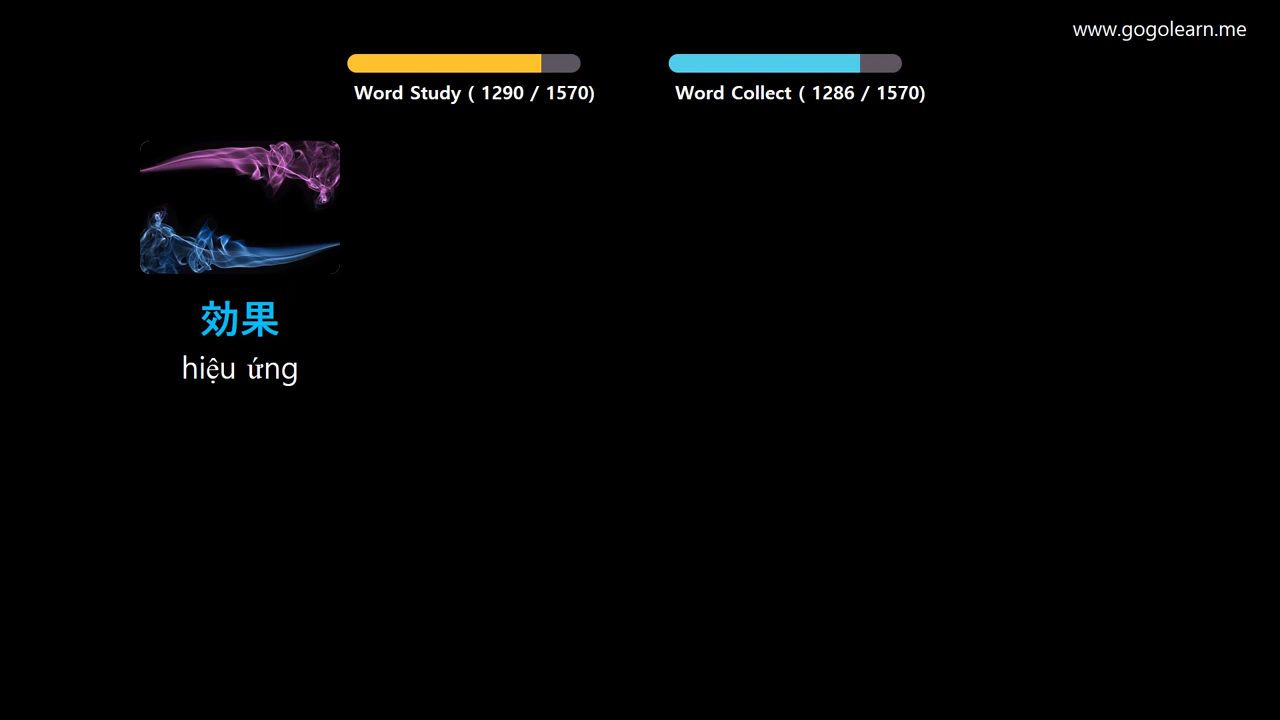 www.gogolearn.me
Word Study ( 1290 / 1570)
Word Collect ( 1286 / 1570)
効果
hiệu ứng